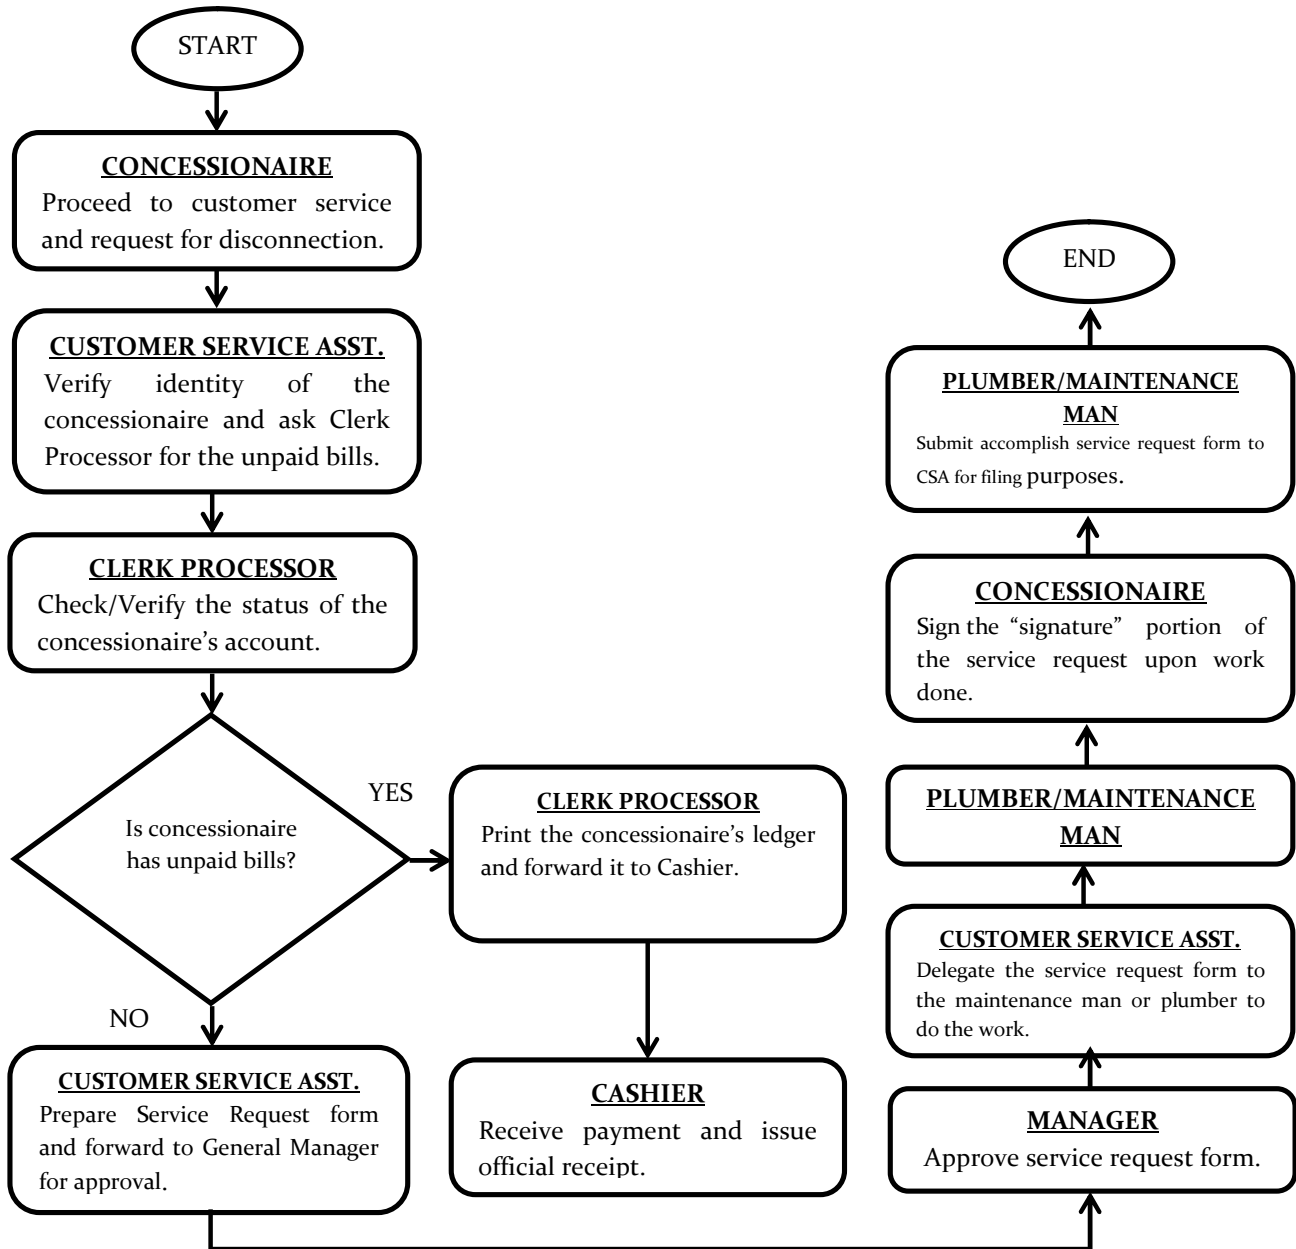 START
CONCESSIONAIRE
Proceed to customer service
and request for disconnection.
CUSTOMER SERVICE ASST.
Verify identity of the
concessionaire and ask Clerk
Processor for the unpaid bills.
CLERK PROCESSOR
Check/Verify the status of the
concessionaire's account.
Is concessionaire
has unpaid bills?
YES
NO
CLERK PROCESSOR
Print the concessionaire's ledger
and forward it to Cashier.
CASHIER
Receive payment and issue
official receipt.
CUSTOMER SERVICE ASST.
Prepare Service Request form
and forward to General Manager
for approval.
MANAGER
Approve service request form.
CUSTOMER SERVICE ASST.
Delegate the service request form to
the maintenance man or plumber to
do the work.
PLUMBER/MAINTENANCE
MAN
CONCESSIONAIRE
Sign the “signature” portion of
the service request upon work
done.
PLUMBER/MAINTENANCE
MAN
Submit accomplish service request form to
CSA for filing purposes.
END